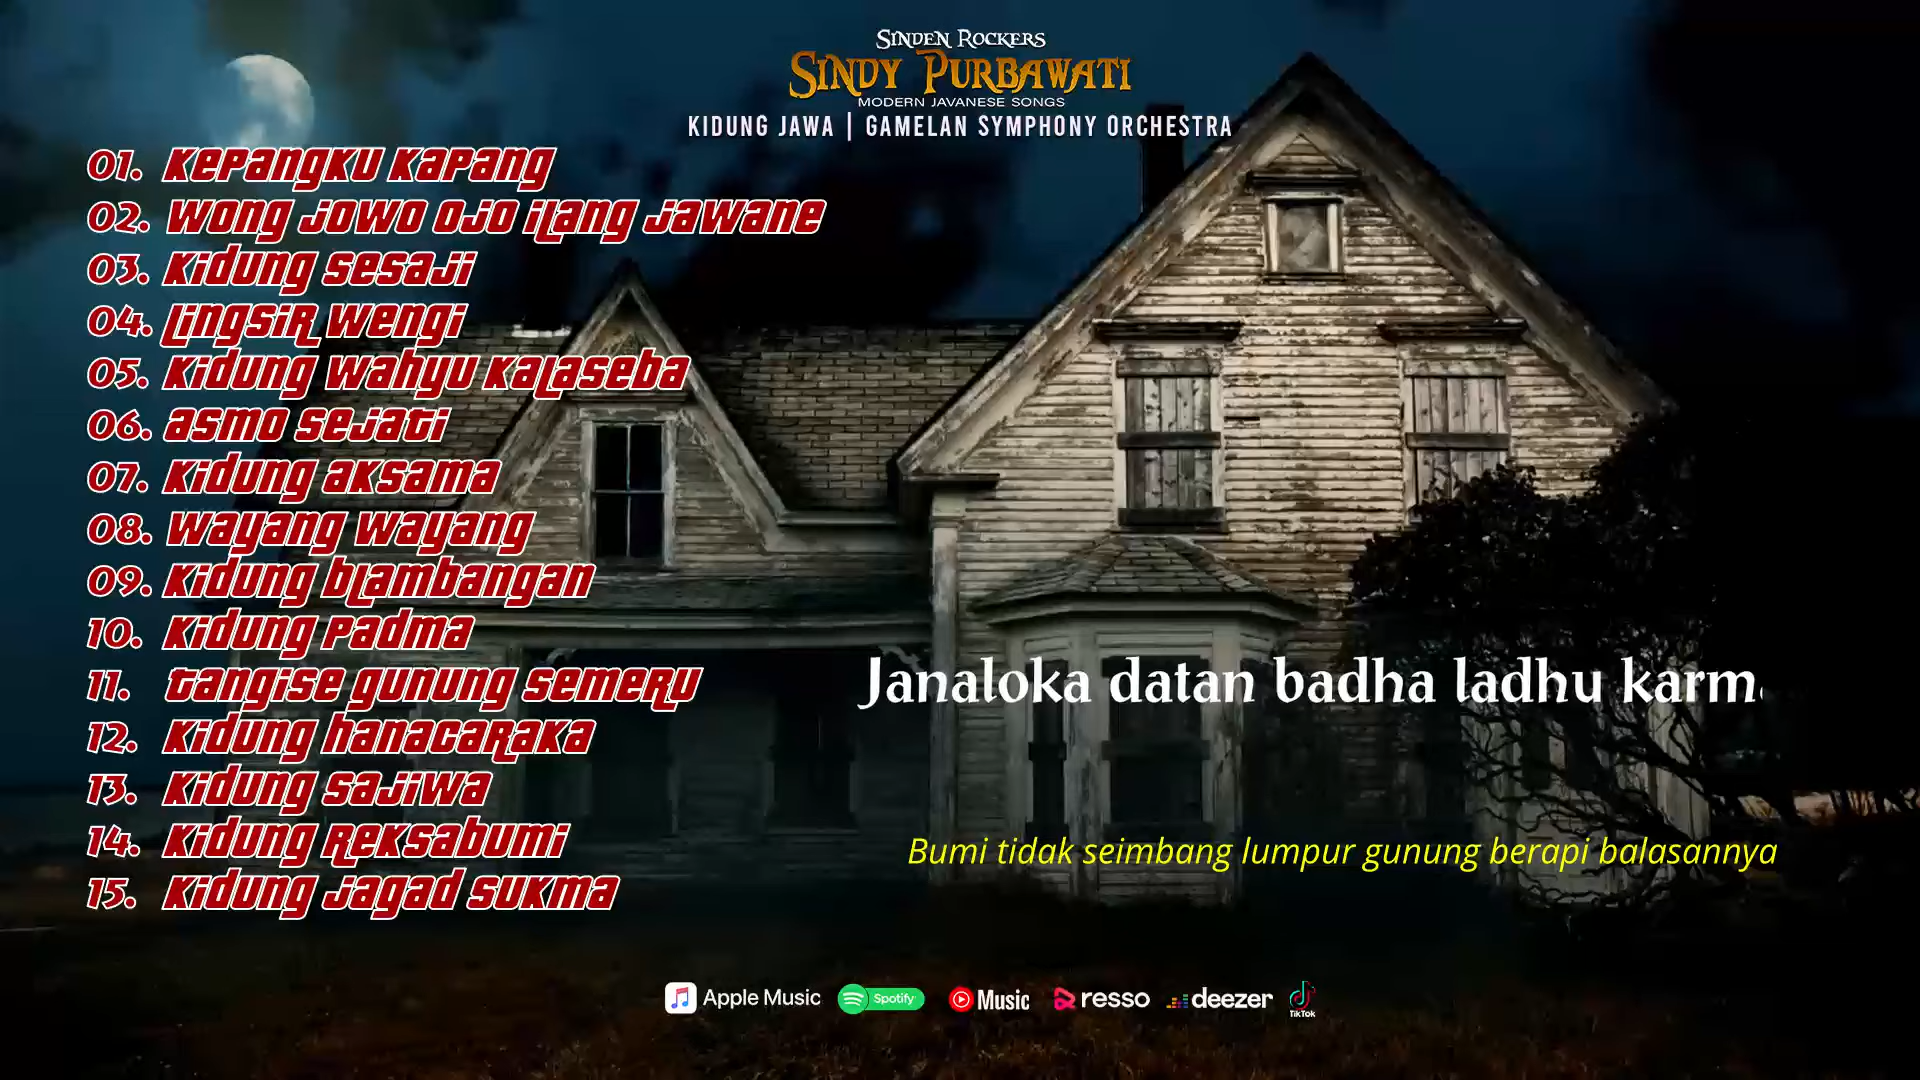 SINDEN ROCKERS
SINDY PURBAWATI
MODERN JAVANESE SONGS
KIDUNG JAWA | GAMELAN SYMPHONY ORCHESTRA
01. Kepangku Kapang
02. Wong Jowo Ojo Ilang Jawane
03. Kidung Sesaji
04. Lingsir Wengi
05. Kidung Wahyu Kalaseba
06. Asmo Sejati
07. Kidung Aksama
08. Wayang Wayang
09. Kidung Blambangan
10. Kidung Padma
11. Tangise Gunung Semeru
12. Kidung Hanacaraka
13. Kidung Sajiwa
14. Kidung Reksabumi
15. Kidung Jagad Sukma
Janaloka datan badha ladhu karm
Bumi tidak seimbang lumpur gunung berapi balasannya
Apple Music Spotify Music resso deezer TikTok